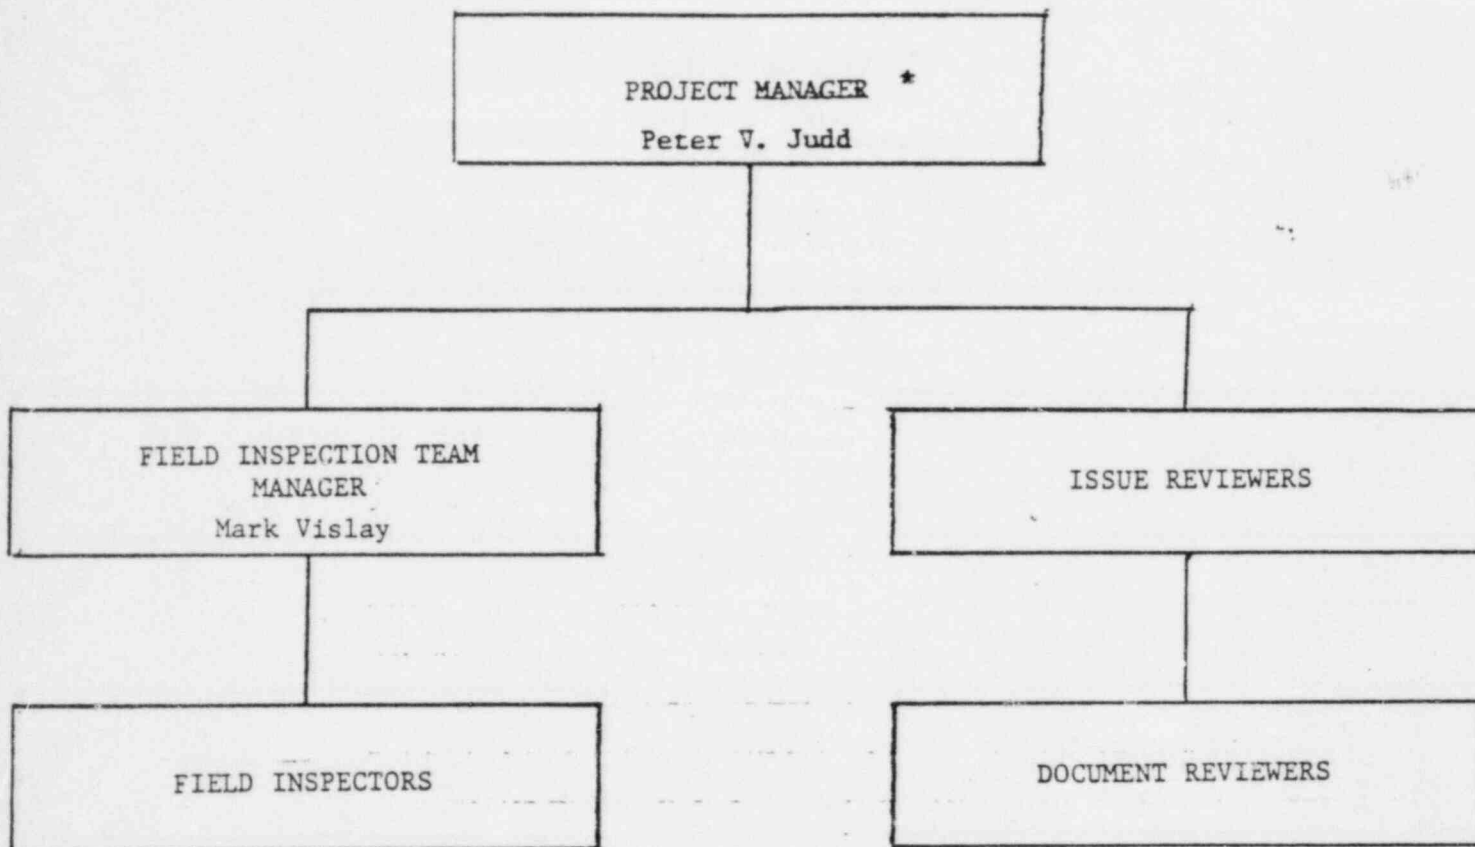 PROJECT MANAGER *
Peter V. Judd
FIELD INSPECTION TEAM
MANAGER
Mark Vislay
ISSUE REVIEWERS
FIELD INSPECTORS
DOCUMENT REVIEWERS